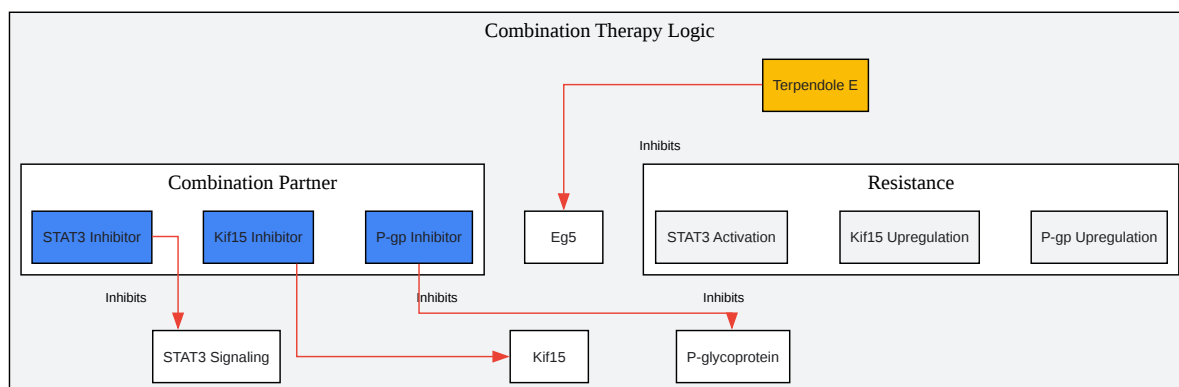 Combination Therapy Logic
Terpendole E
Inhibits
Combination Partner
Resistance
STAT3 Inhibitor
Kif15 Inhibitor
P-gp Inhibitor
Eg5
STAT3 Activation
Kif15 Upregulation
P-gp Upregulation
Inhibits
Inhibits
Inhibits
STAT3 Signaling
Kif15
P-glycoprotein